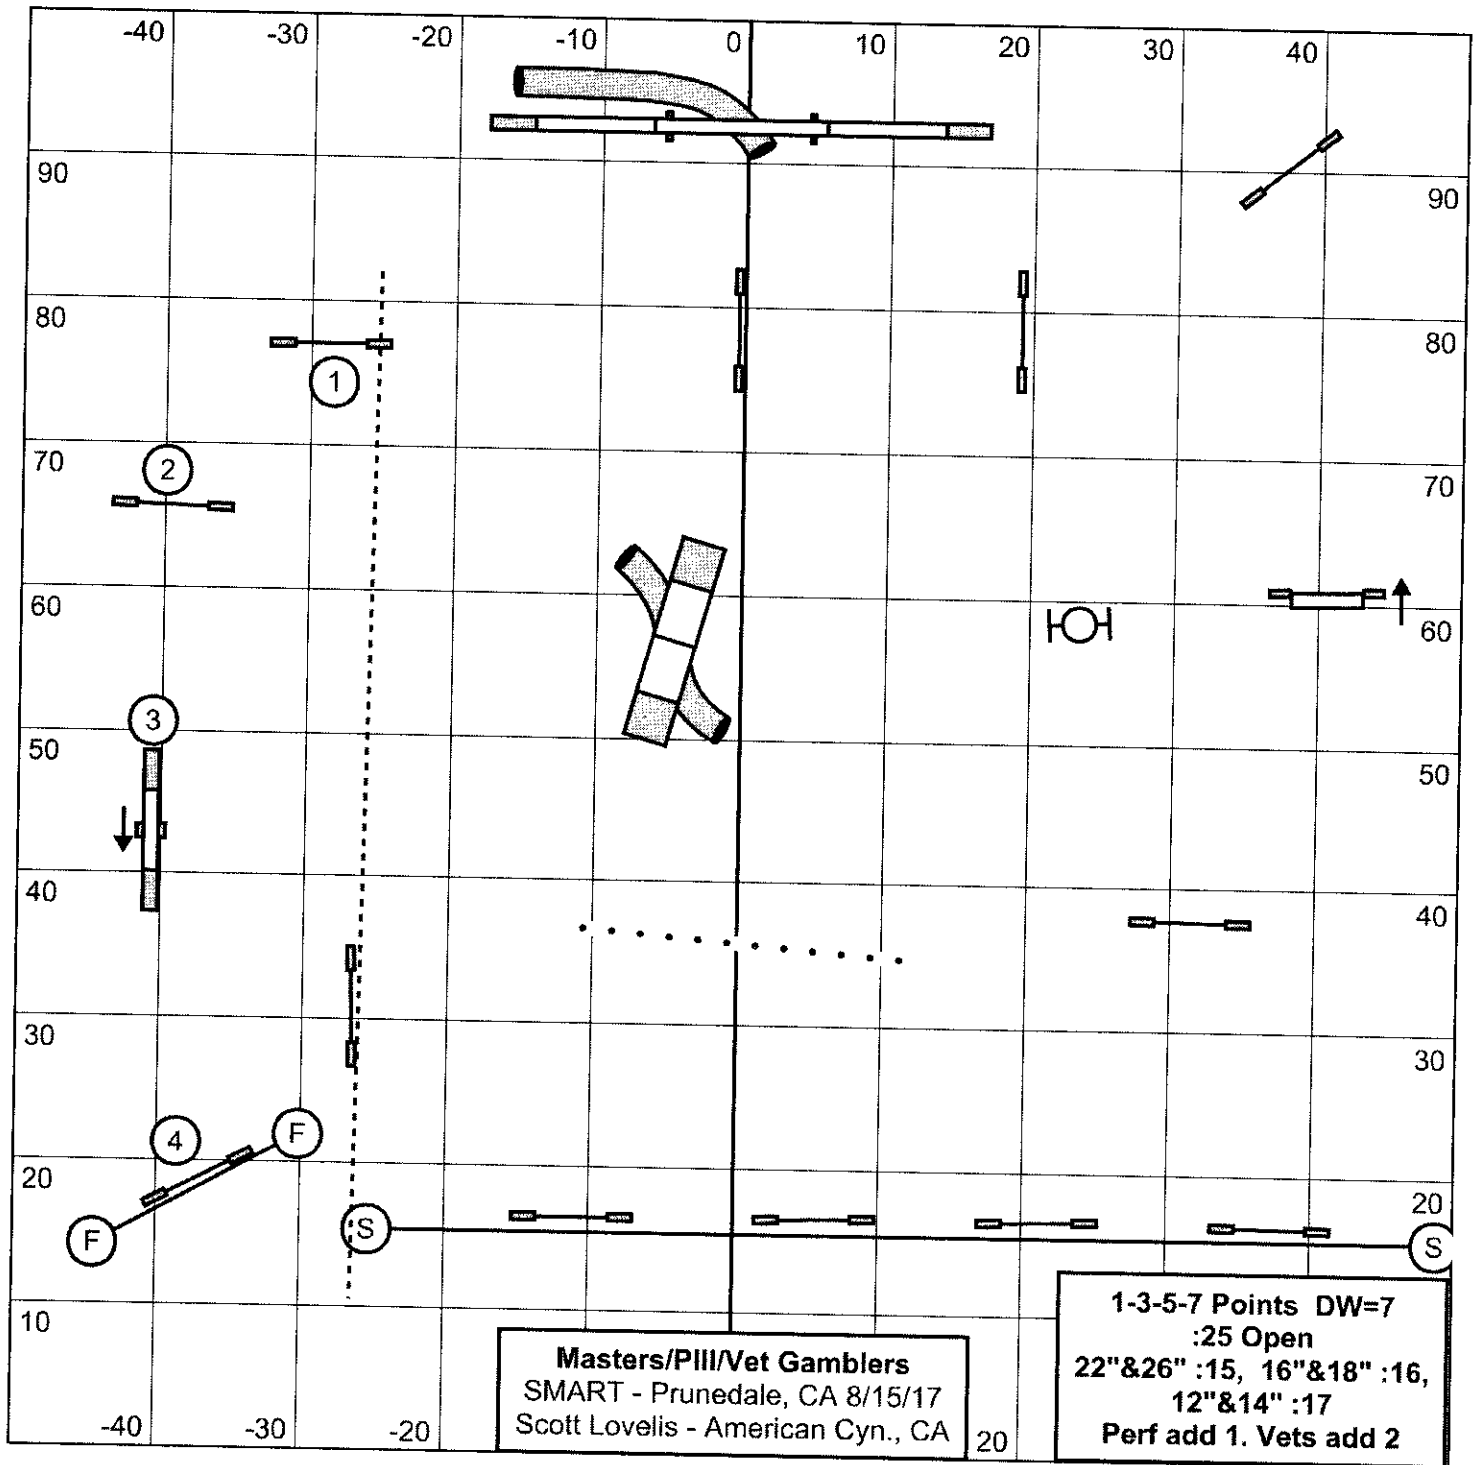 -40 -30 -20 -10 0 10 20 30 40
90 90
80 80
1
70 70
2
60 60
3
50 50
40 40
30 30
4 F
20 20
F S S
10
1-3-5-7 Points DW=7
:25 Open
22"&26" :15, 16"&18" :16,
12"&14" :17
Perf add 1. Vets add 2
Masters/PIII/Vet Gamblers
SMART - Prunedale, CA 8/15/17
Scott Lovelis - American Cyn., CA
-40 -30 -20 20